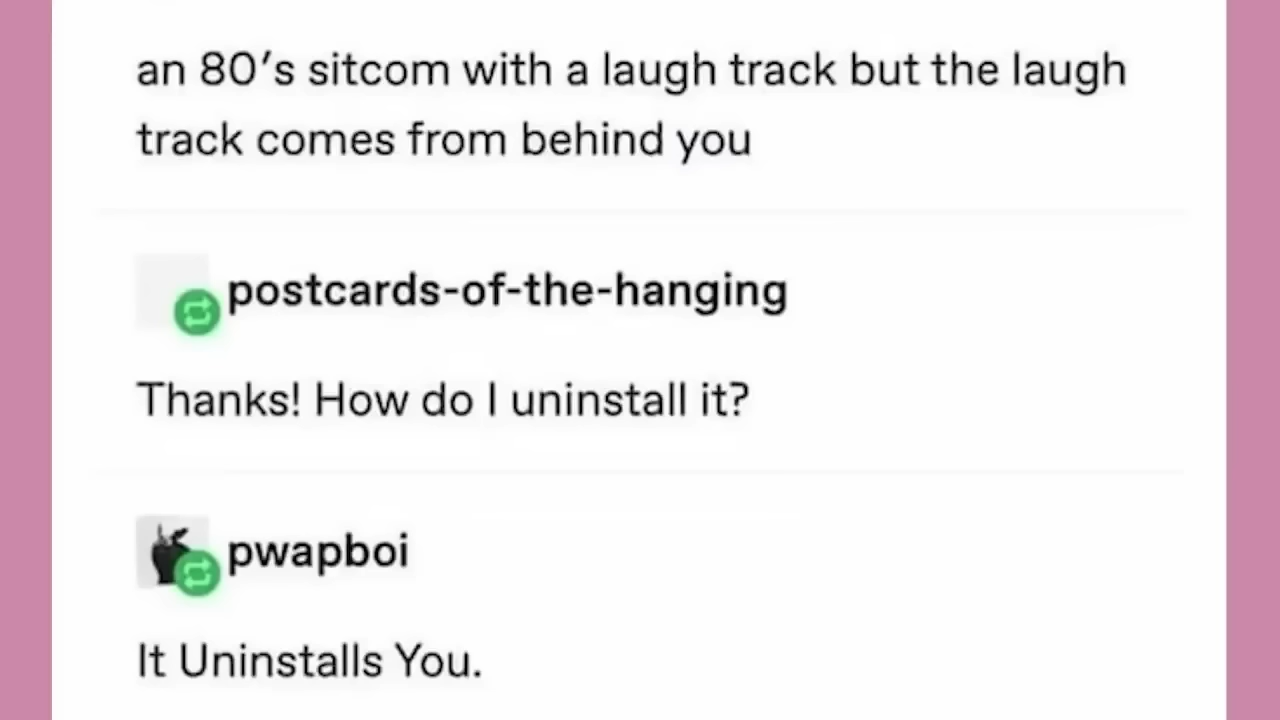 an 80’s sitcom with a laugh track but the laugh
track comes from behind you
postcards-of-the-hanging
Thanks! How do I uninstall it?
pwapboi
It Uninstalls You.